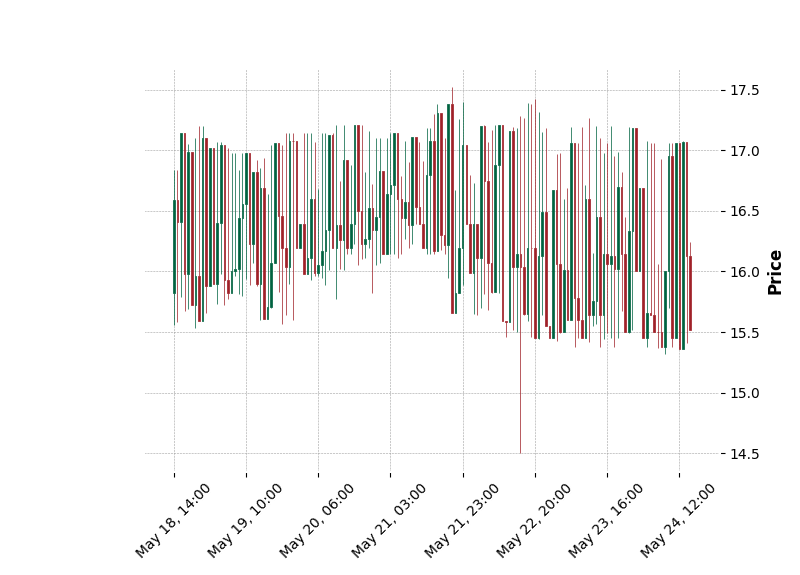 17.5
17.0
16.5
16.0
15.5
15.0
14.5
Price
May 18, 14:00
May 19, 10:00
May 20, 06:00
May 21, 03:00
May 21, 23:00
May 22, 20:00
May 23, 16:00
May 24, 12:00